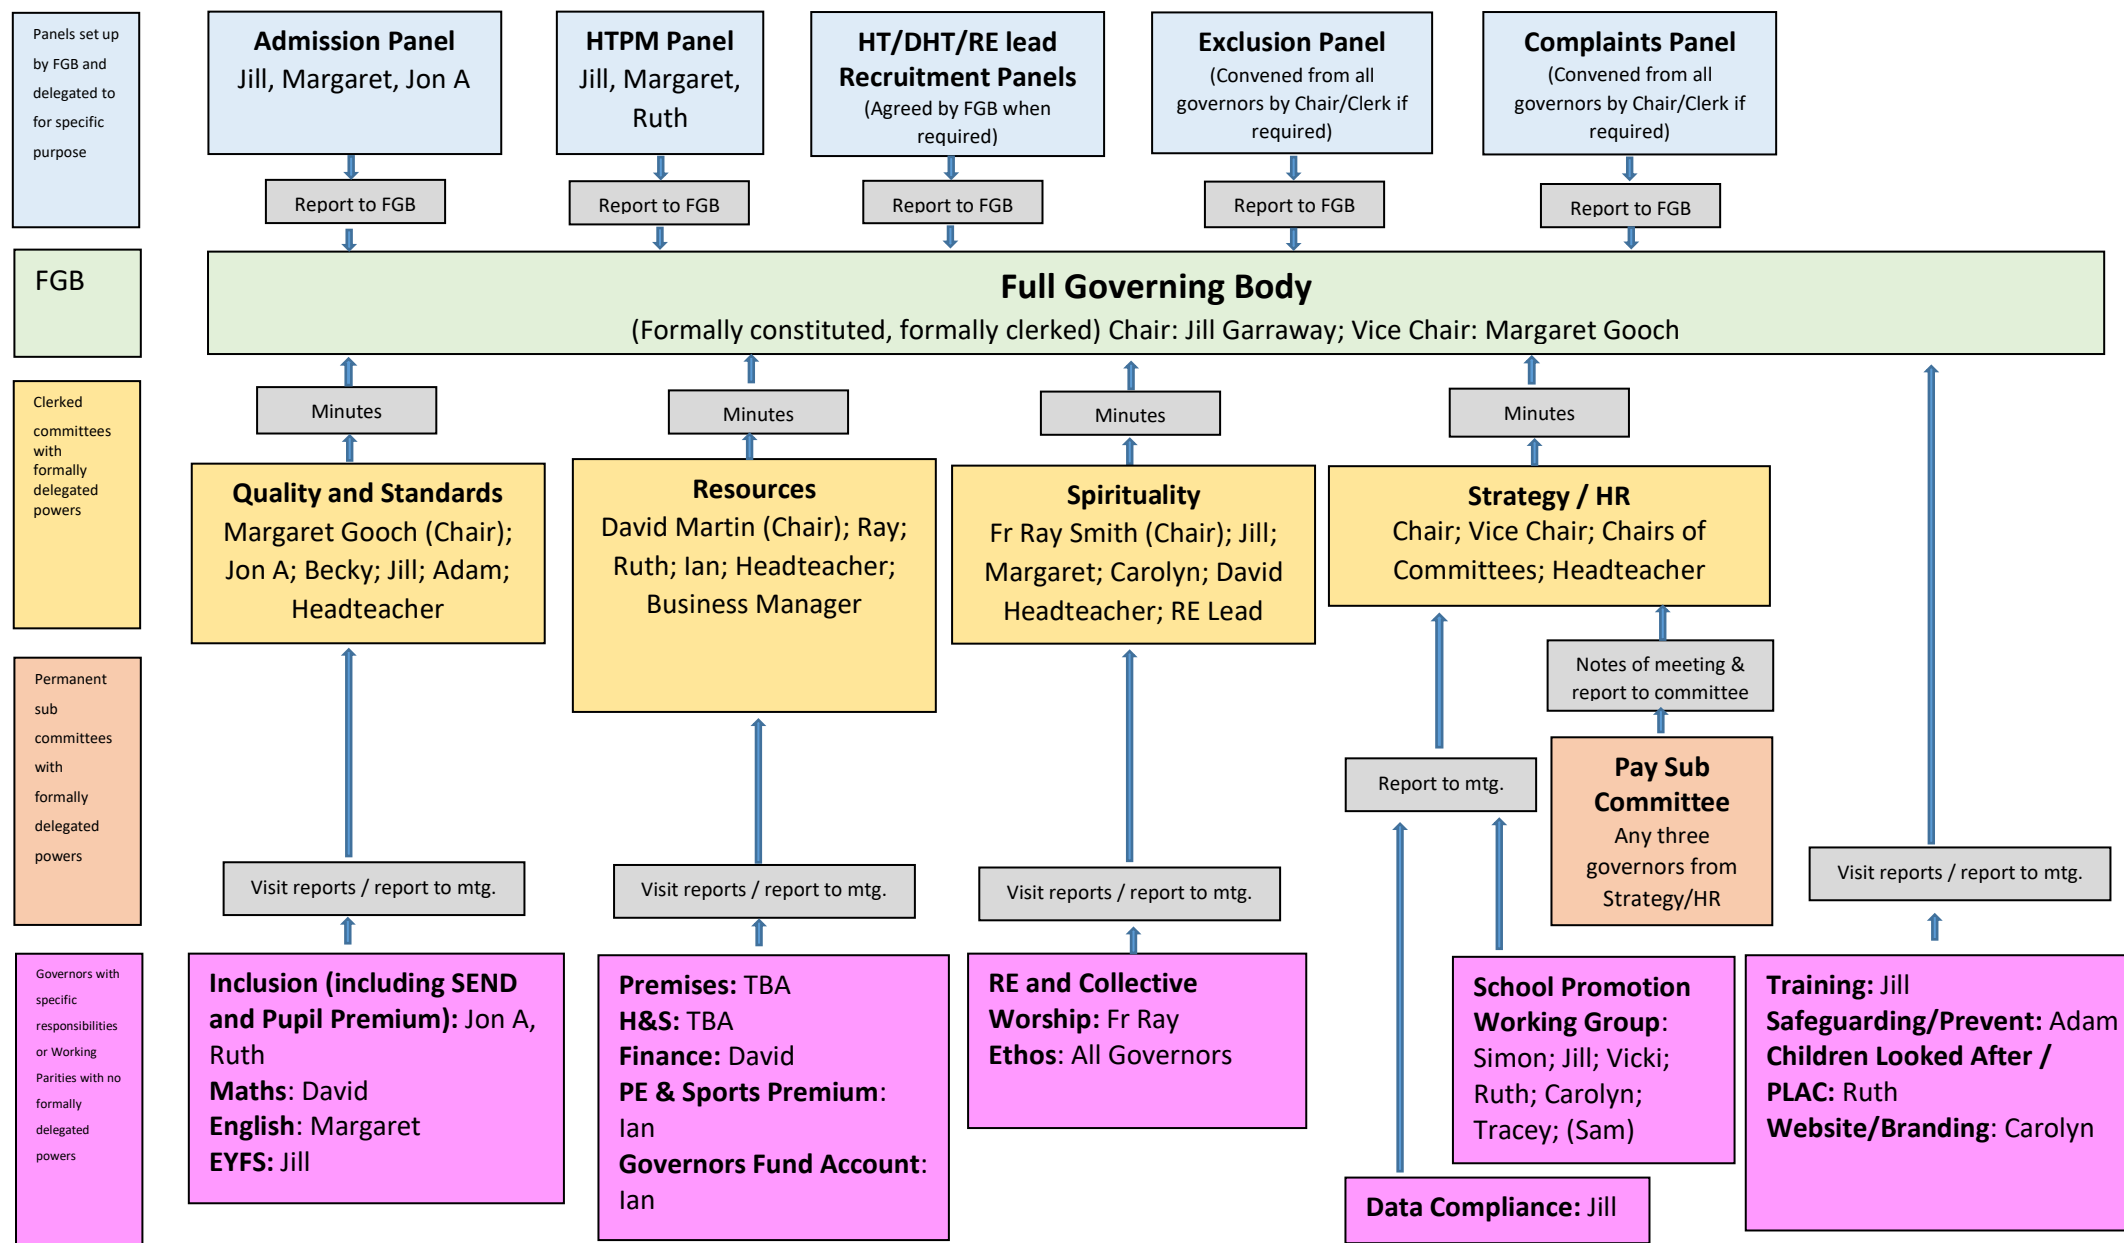 Panels set up
by FGB and
delegated to
for specific
purpose
Admission Panel
Jill, Margaret, Jon A
HTPM Panel
Jill, Margaret,
Ruth
HT/DHT/RE lead
Recruitment Panels
(Agreed by FGB when
required)
Exclusion Panel
(Convened from all
governors by Chair/Clerk if
required)
Complaints Panel
(Convened from all
governors by Chair/Clerk if
required)
Report to FGB
Report to FGB
Report to FGB
Report to FGB
Report to FGB
FGB
Full Governing Body
(Formally constituted, formally clerked) Chair: Jill Garraway; Vice Chair: Margaret Gooch
Clerked
committees
with
formally
delegated
powers
Minutes
Minutes
Minutes
Minutes
Quality and Standards
Margaret Gooch (Chair);
Jon A; Becky; Jill; Adam;
Headteacher
Resources
David Martin (Chair); Ray;
Ruth; Ian; Headteacher;
Business Manager
Spirituality
Fr Ray Smith (Chair); Jill;
Margaret; Carolyn; David
Headteacher; RE Lead
Strategy / HR
Chair; Vice Chair; Chairs of
Committees; Headteacher
Permanent
sub
committees
with
formally
delegated
powers
Notes of meeting &
report to committee
Report to mtg.
Pay Sub
Committee
Any three
governors from
Strategy/HR
Visit reports / report to mtg.
Visit reports / report to mtg.
Visit reports / report to mtg.
Visit reports / report to mtg.
Governors with
specific
responsibilities
or Working
Parities with no
formally
delegated
powers
Inclusion (including SEND
and Pupil Premium): Jon A,
Ruth
Maths: David
English: Margaret
EYFS: Jill
Premises: TBA
H&S: TBA
Finance: David
PE & Sports Premium:
Ian
Governors Fund Account:
Ian
RE and Collective
Worship: Fr Ray
Ethos: All Governors
School Promotion
Working Group:
Simon; Jill; Vicki;
Ruth; Carolyn;
Tracey; (Sam)
Data Compliance: Jill
Training: Jill
Safeguarding/Prevent: Adam
Children Looked After /
PLAC: Ruth
Website/Branding: Carolyn